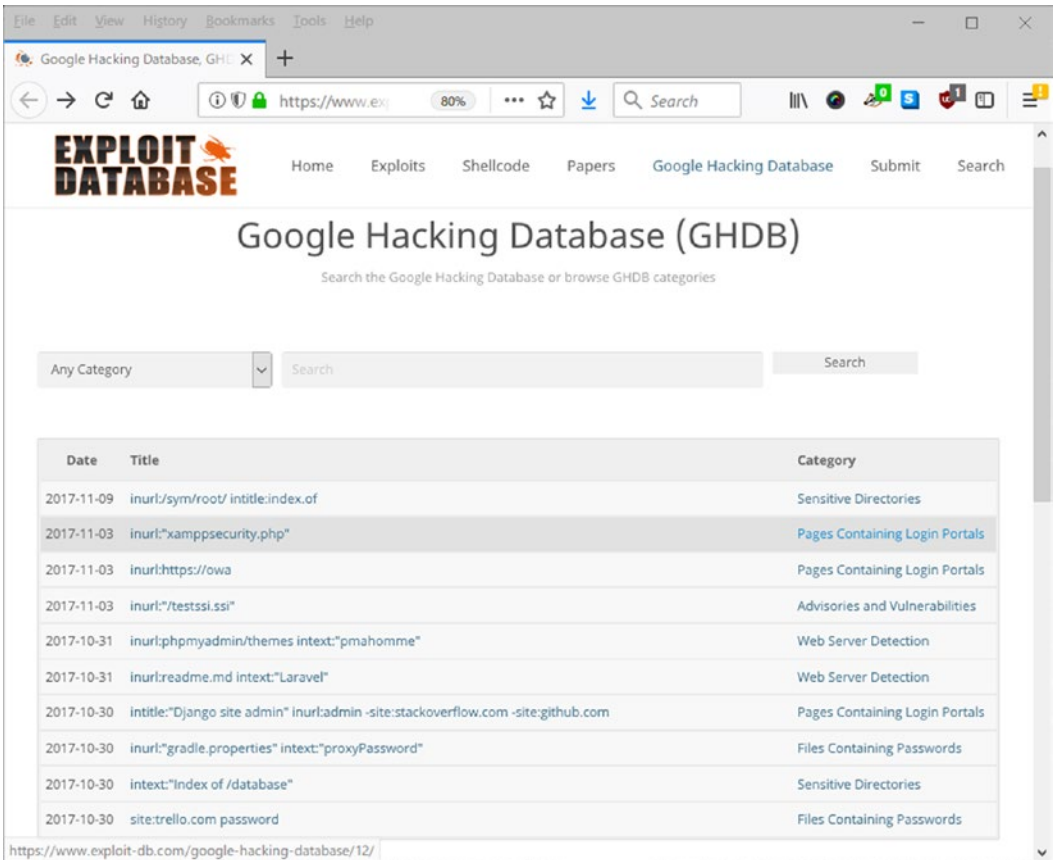 File Edit View History Bookmarks Tools Help
Google Hacking Database, GHD
https://www.exp 80% Search
0 S 1
EXPLOIT
DATABASE
Home Exploits Shellcode Papers Google Hacking Database Submit Search
Google Hacking Database (GHDB)
Search the Google Hacking Database or browse GHDB categories
Any Category Search Search
Date Title Category
2017-11-09 inurl:/sym/root/ intitle:index.of Sensitive Directories
2017-11-03 inurl:"xamppsecurity.php" Pages Containing Login Portals
2017-11-03 inurl:https://owa Pages Containing Login Portals
2017-11-03 inurl:"/testssi.ssi" Advisories and Vulnerabilities
2017-10-31 inurl:phpmyadmin/themes intext:"pmahomme" Web Server Detection
2017-10-31 inurl:readme.md intext:"Laravel" Web Server Detection
2017-10-30 intitle:"Django site admin" inurl:admin -site:stackoverflow.com -site:github.com Pages Containing Login Portals
2017-10-30 inurl:"gradle.properties" intext:"proxyPassword" Files Containing Passwords
2017-10-30 intext:"Index of /database" Sensitive Directories
2017-10-30 site:trello.com password Files Containing Passwords
https://www.exploit-db.com/google-hacking-database/12/